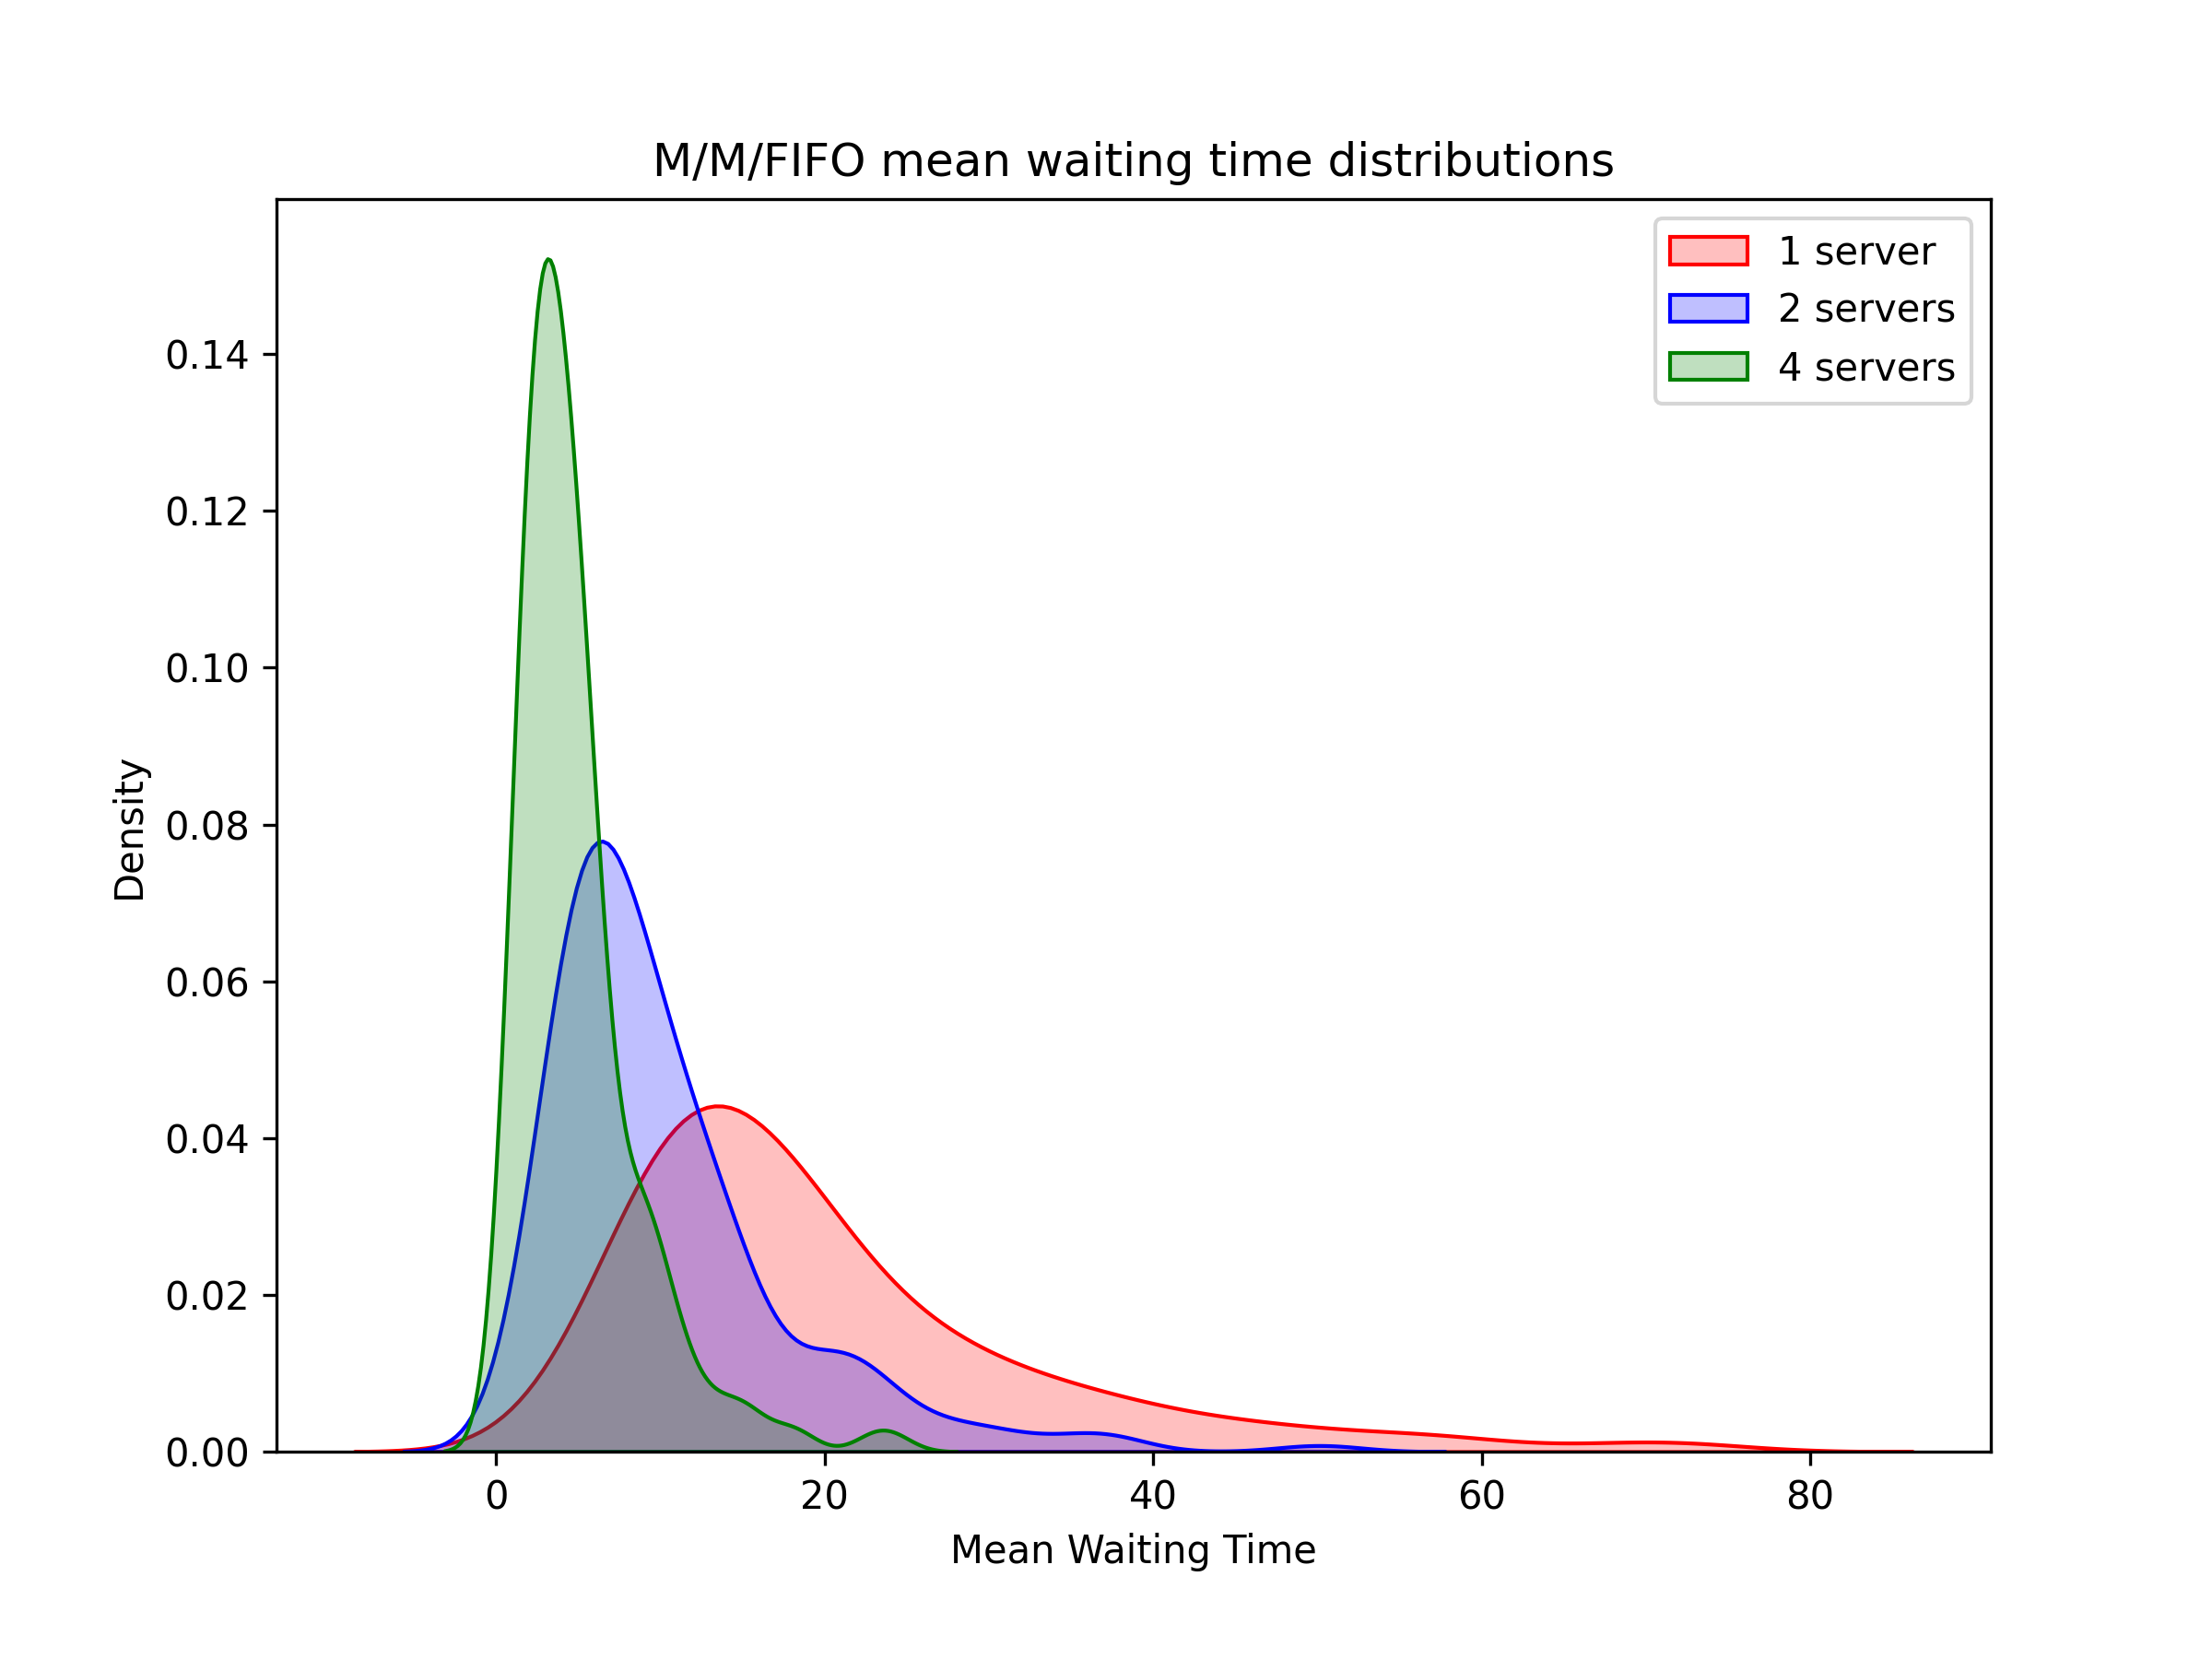 M/M/FIFO mean waiting time distributions
1 server
2 servers
4 servers
0.14
0.12
0.10
0.08
0.06
0.04
0.02
0.00
Density
0 20 40 60 80
Mean Waiting Time